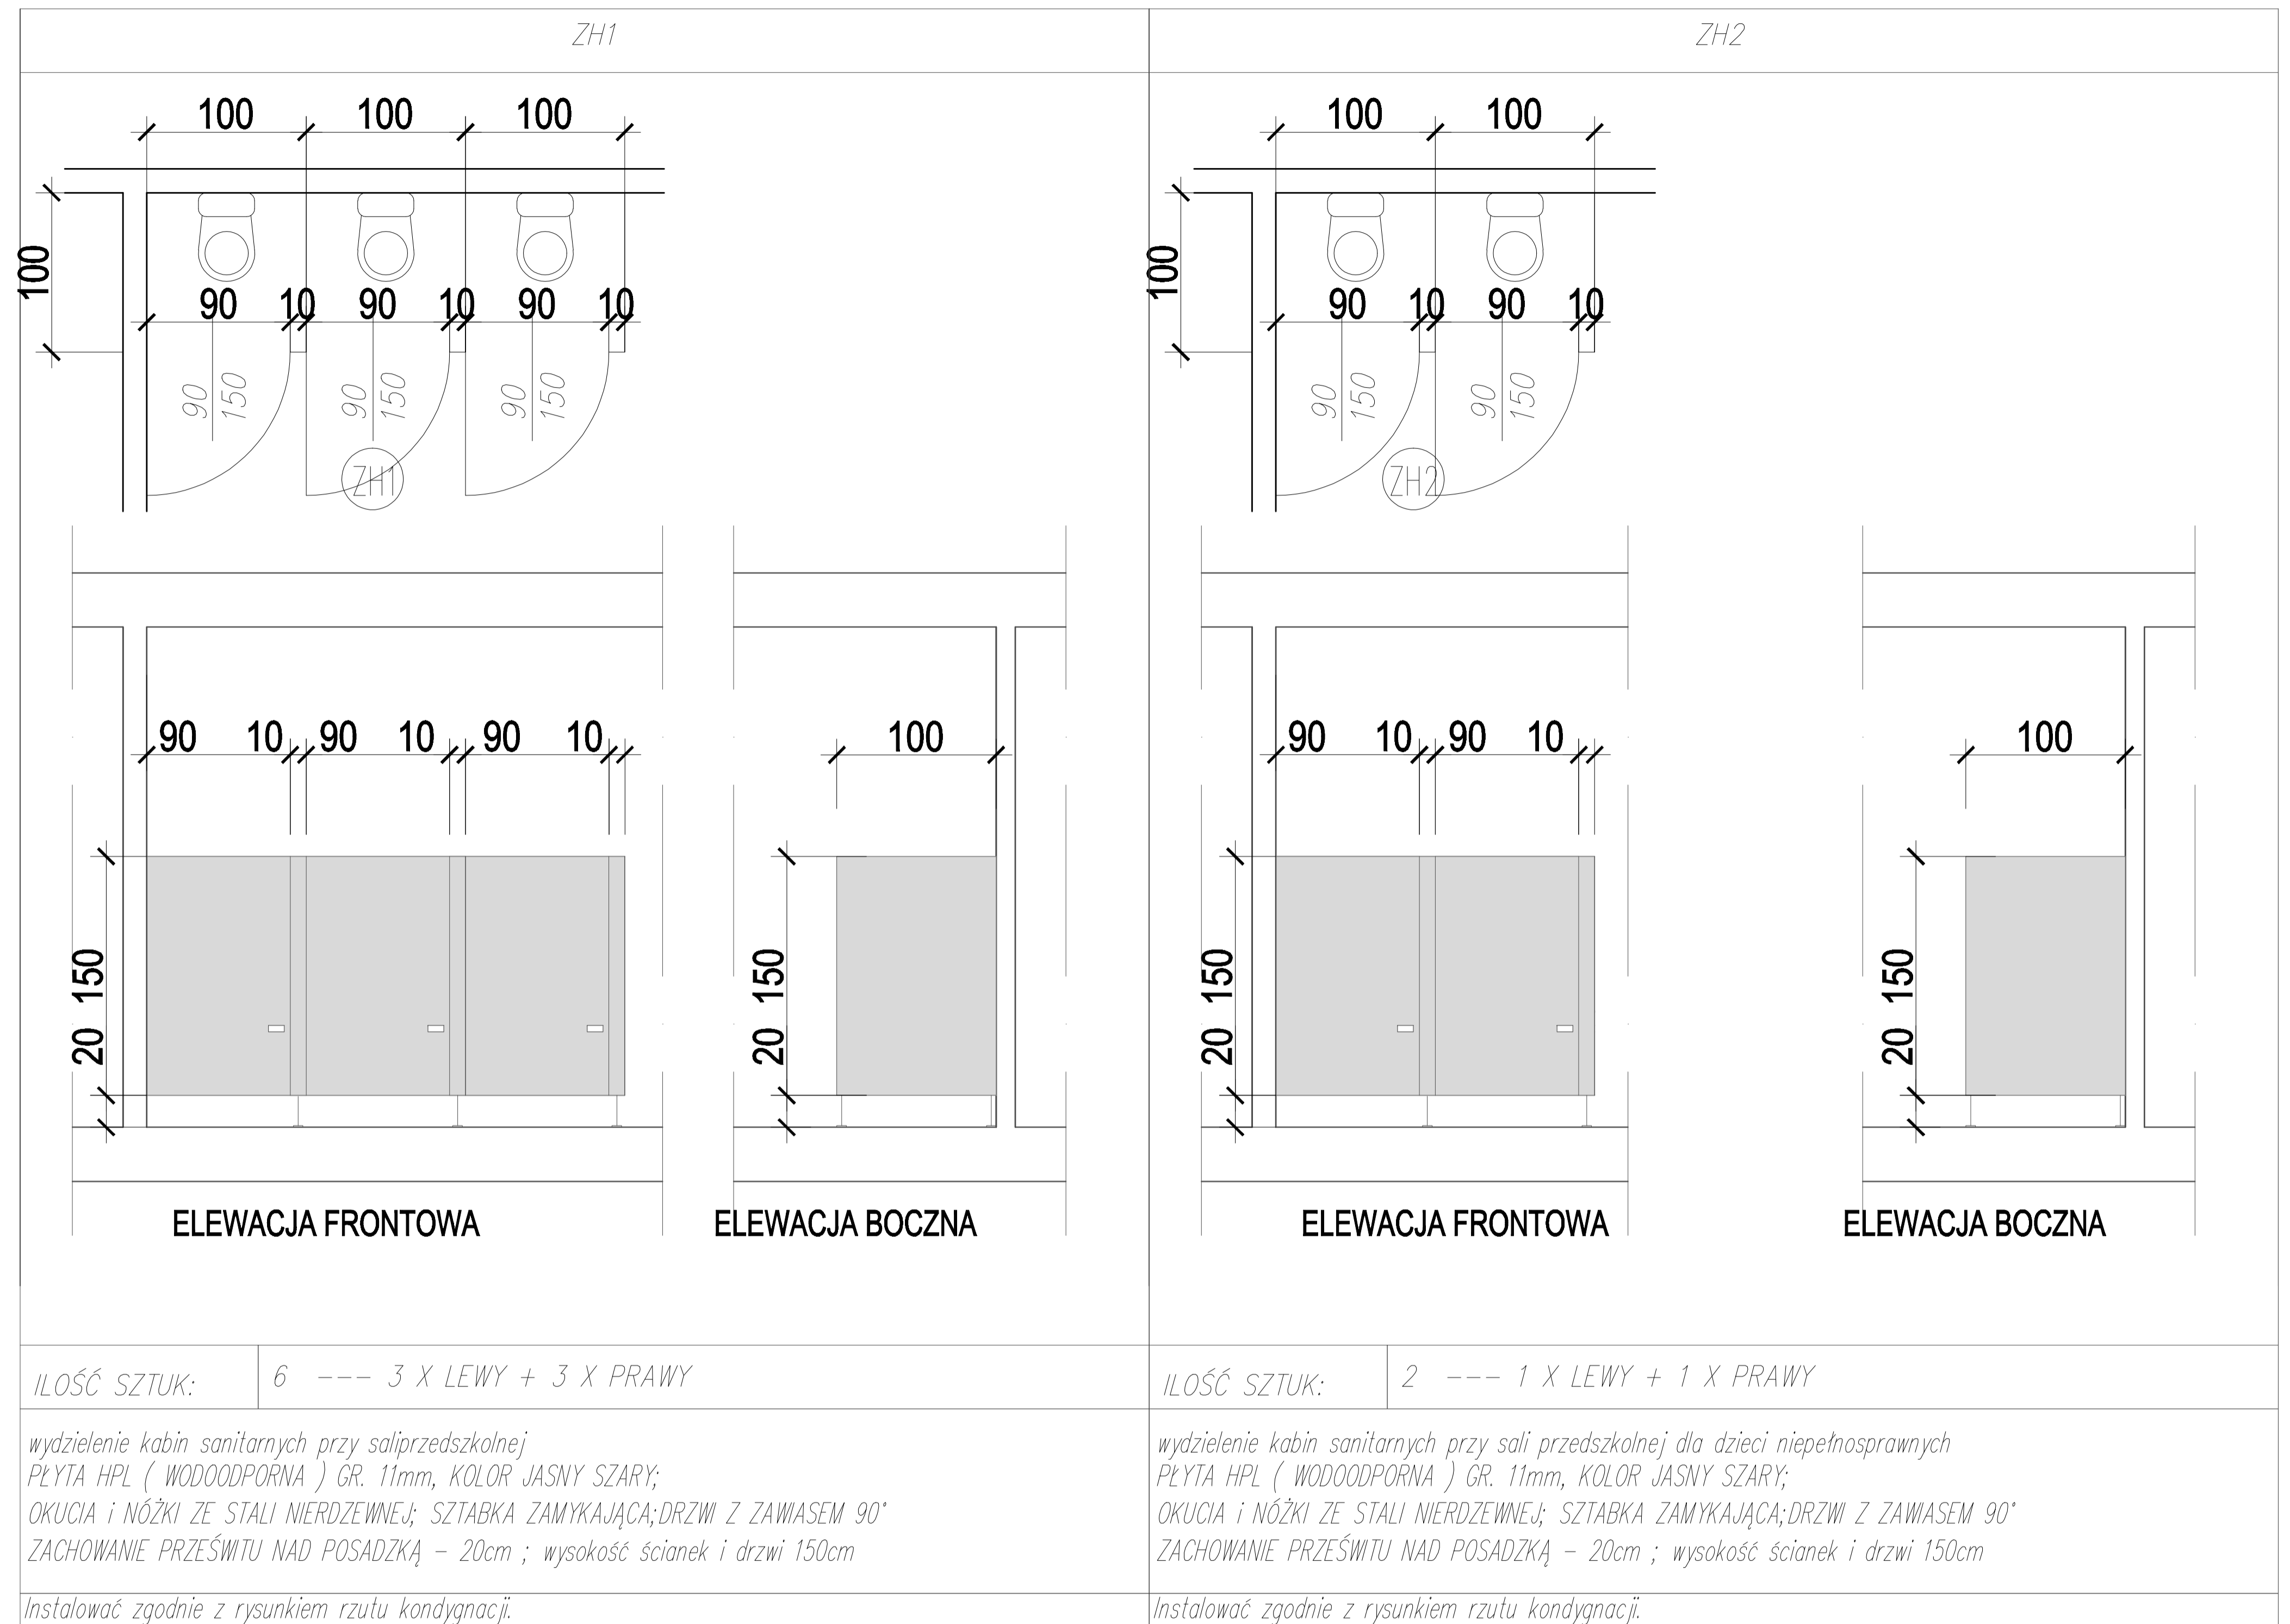 ZH1
100 100 100
100
90 10 90 10 90 10
90 150 90 150 90 150
ZH1
90 10 90 10 90 10
100
150
20
150
20
ELEWACJA FRONTOWA
ELEWACJA BOCZNA
ILOŚĆ SZTUK:
6 --- 3 X LEWY + 3 X PRAWY
wydzielenie kabin sanitarnych przy saliprzedszkolnej
PŁYTA HPL ( WODOODPORNA ) GR. 11mm, KOLOR JASNY SZARY;
OKUCIA i NÓŻKI ZE STALI NIERDZEWNEJ; SZTABKA ZAMYKAJĄCA;DRZWI Z ZAWIASEM 90°
ZACHOWANIE PRZEŚWITU NAD POSADZKĄ – 20cm ; wysokość ścianek i drzwi 150cm
Instalować zgodnie z rysunkiem rzutu kondygnacji.
ZH2
100 100
100
90 10 90 10
90 150 90 150
ZH2
90 10 90 10
100
150
20
150
20
ELEWACJA FRONTOWA
ELEWACJA BOCZNA
ILOŚĆ SZTUK:
2 --- 1 X LEWY + 1 X PRAWY
wydzielenie kabin sanitarnych przy sali przedszkolnej dla dzieci niepełnosprawnych
PŁYTA HPL ( WODOODPORNA ) GR. 11mm, KOLOR JASNY SZARY;
OKUCIA i NÓŻKI ZE STALI NIERDZEWNEJ; SZTABKA ZAMYKAJĄCA;DRZWI Z ZAWIASEM 90°
ZACHOWANIE PRZEŚWITU NAD POSADZKĄ – 20cm ; wysokość ścianek i drzwi 150cm
Instalować zgodnie z rysunkiem rzutu kondygnacji.